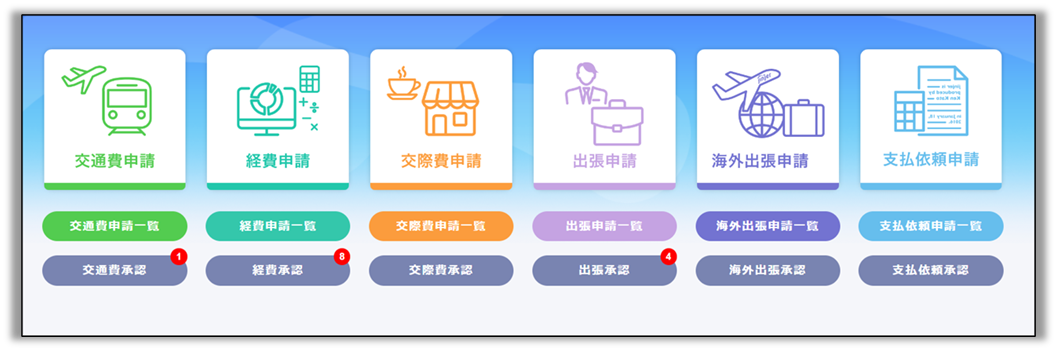 交通費申請
経費申請
交際費申請
出張申請
jinjer
海外出張申請
支払依頼申請
交通費申請一覧
経費申請一覧
交際費申請一覧
出張申請一覧
海外出張申請一覧
支払依頼申請一覧
交通費承認
1
経費承認
8
交際費承認
出張承認
4
海外出張承認
支払依頼承認